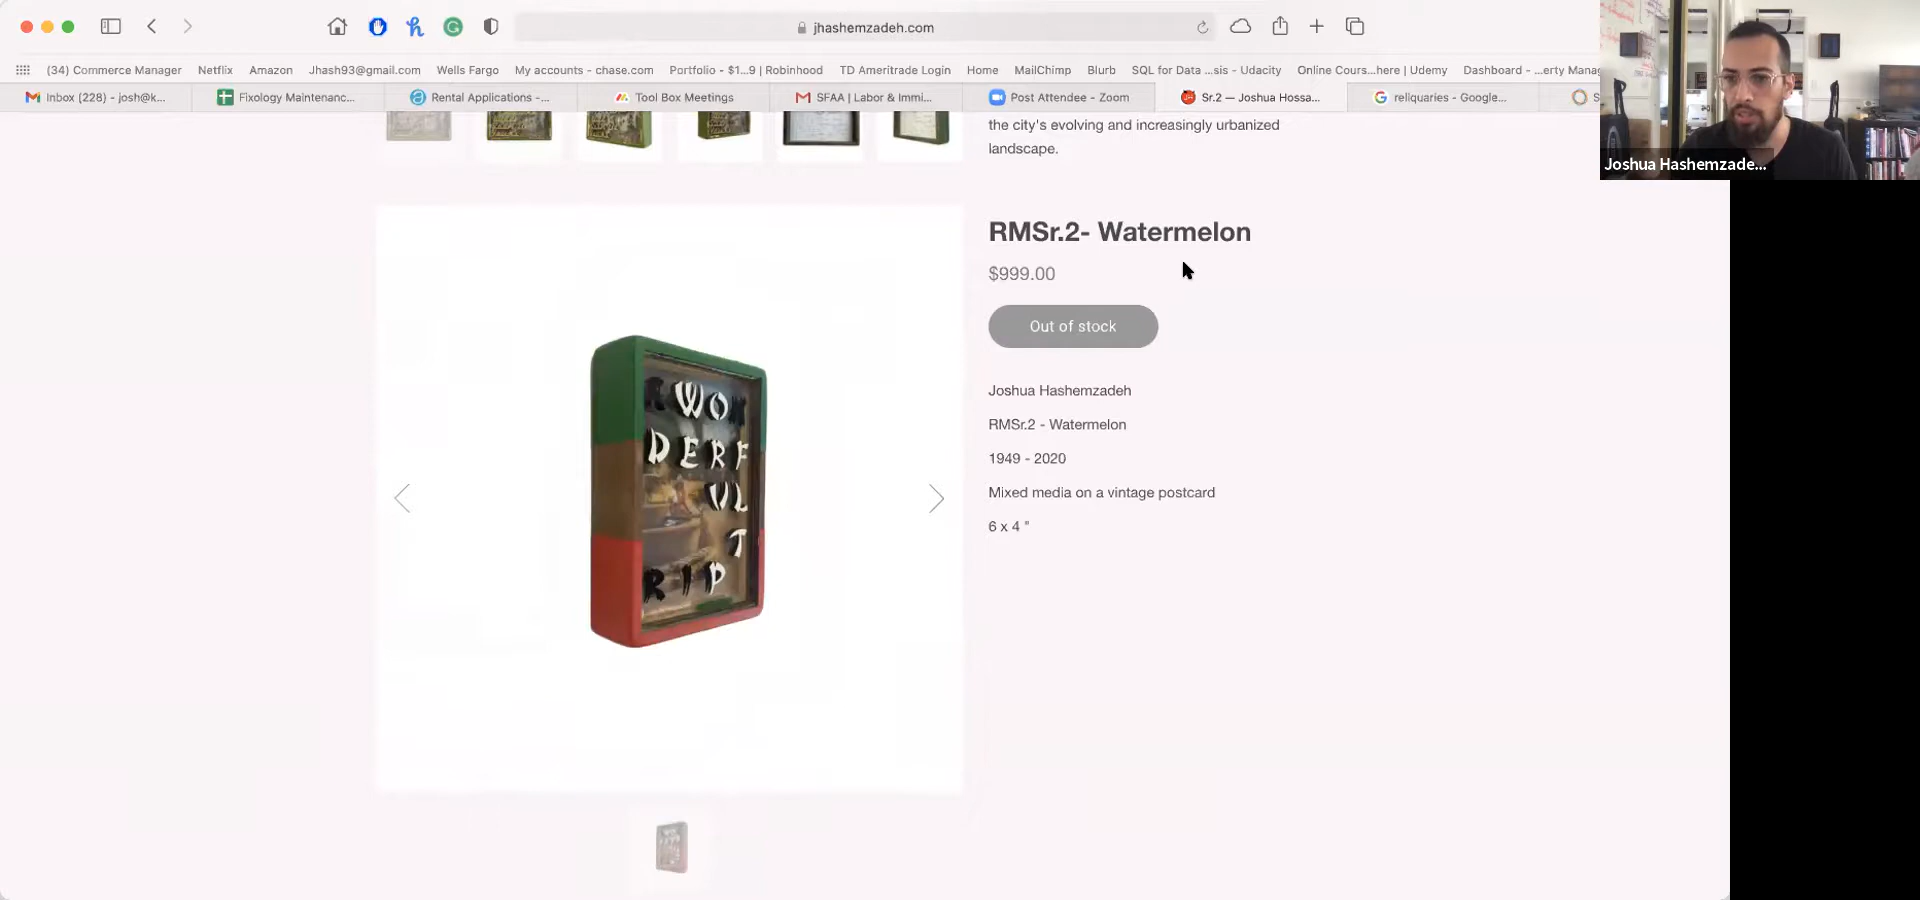 jhashemzadeh.com
(34) Commerce Manager
Netflix
Amazon
Jhash93@gmail.com
Wells Fargo
My accounts - chase.com
Portfolio - $1...9 | Robinhood
TD Ameritrade Login
Home
MailChimp
Blurb
SQL for Data ...sis - Udacity
Online Cours...here | Udemy
Dashboard - ...erty Mana
Inbox (228) - josh@k...
Fixology Maintenanc...
Rental Applications -...
Tool Box Meetings
SFAA | Labor & Immi...
Post Attendee - Zoom
Sr.2 — Joshua Hossa...
reliquaries - Google...
S
Joshua Hashemzade...
the city's evolving and increasingly urbanized
landscape.
RMSr.2- Watermelon
$999.00
Out of stock
Joshua Hashemzadeh
RMSr.2 - Watermelon
1949 - 2020
Mixed media on a vintage postcard
6 x 4 "
WO
DERF
UL
T
RIP